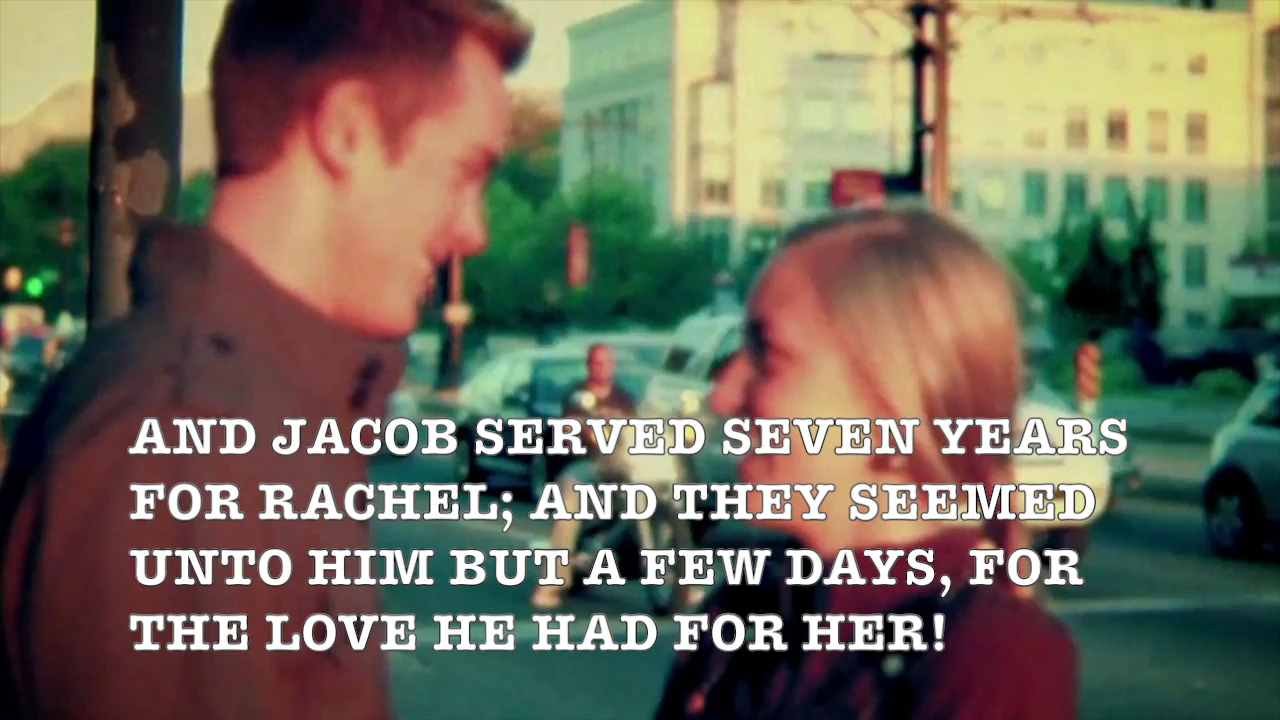 AND JACOB SERVED SEVEN YEARS
FOR RACHEL; AND THEY SEEMED
UNTO HIM BUT A FEW DAYS, FOR
THE LOVE HE HAD FOR HER!